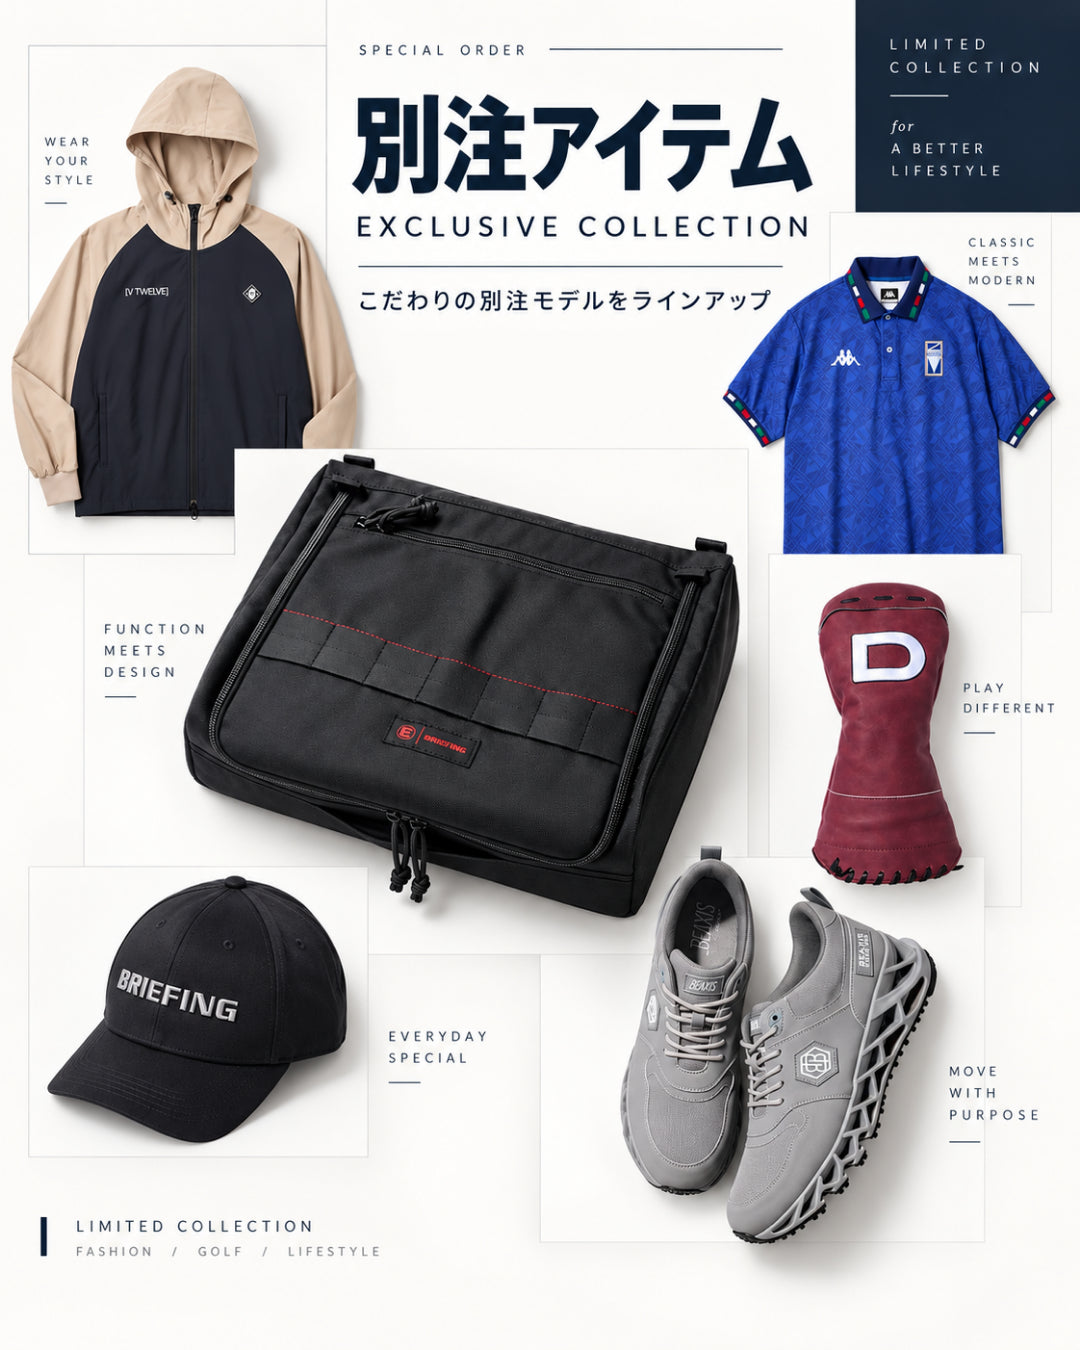 SPECIAL ORDER
別注アイテム
EXCLUSIVE COLLECTION
こだわりの別注モデルをラインアップ
LIMITED
COLLECTION
for
A BETTER
LIFESTYLE
WEAR
YOUR
STYLE
[V TWELVE]
CLASSIC
MEETS
MODERN
FUNCTION
MEETS
DESIGN
BRIEFING
D
PLAY
DIFFERENT
BRIEFING
EVERYDAY
SPECIAL
BEAXIS
BEAXIS
BEAXIS
MOVE
WITH
PURPOSE
LIMITED COLLECTION
FASHION / GOLF / LIFESTYLE